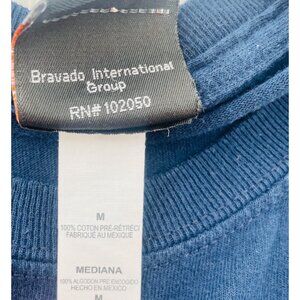 Bravado International
Group
RN# 102050
M
100% COTON PRÉ-RÉTRÉCI
FABRIQUÉ AU MEXIQUE
MEDIANA
100% ALGODON PRE ENCOGIDO
HECHO EN MEXICO
M